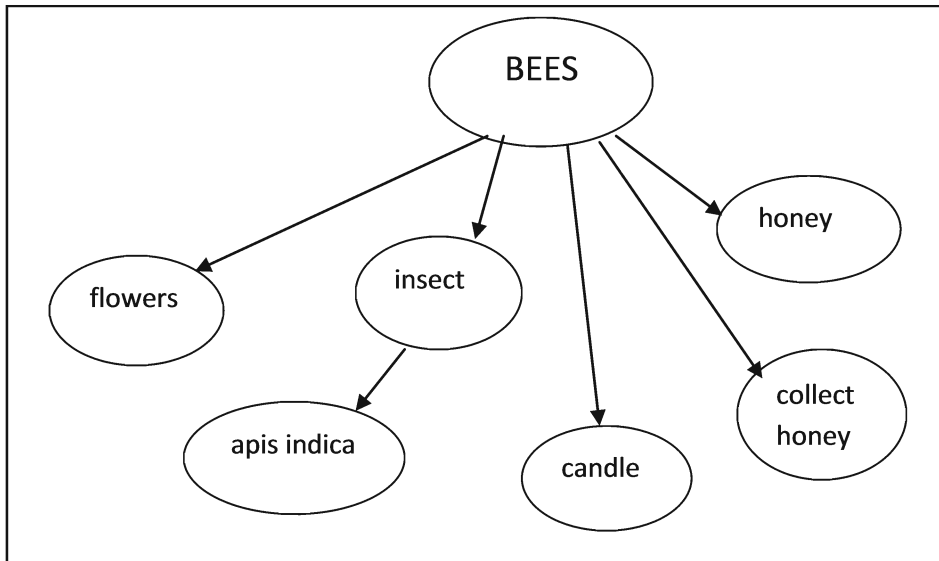 BEES
honey
insect
flowers
collect
honey
apis indica
candle